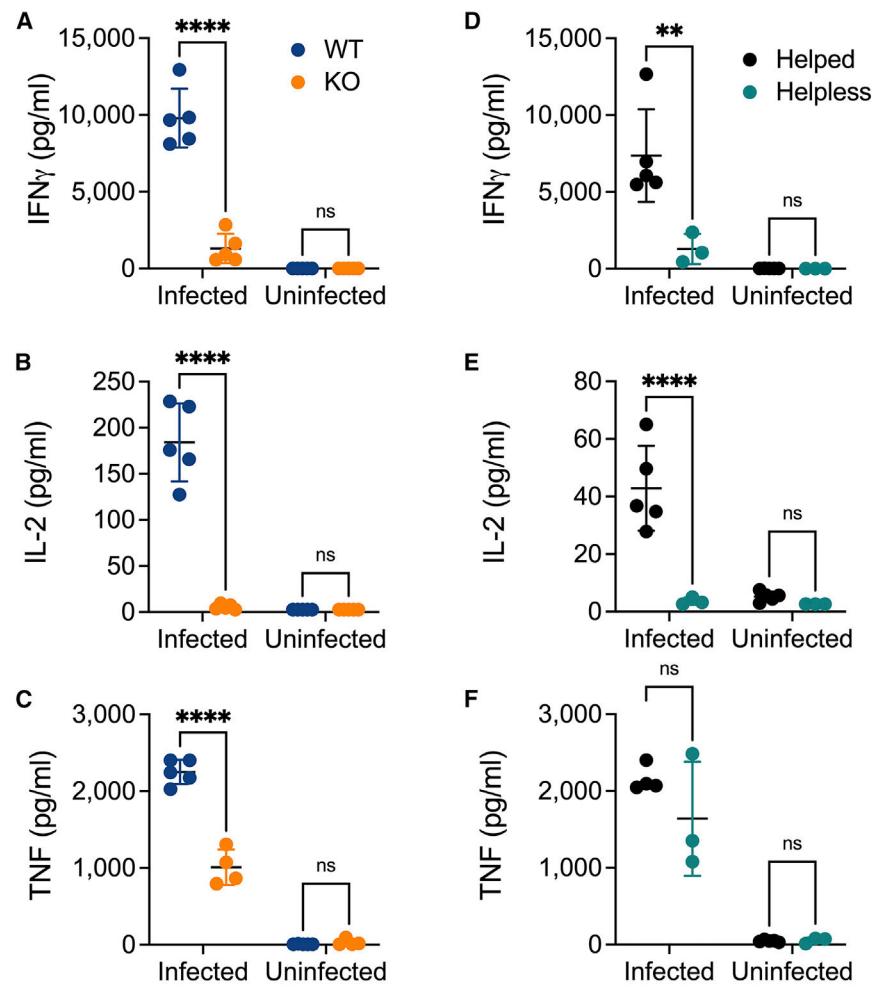 A
IFNγ (pg/ml)
15,000
10,000
5,000
0
****
ns
WT
KO
Infected
Uninfected
D
IFNγ (pg/ml)
15,000
10,000
5,000
0
**
ns
Helped
Helpless
Infected
Uninfected
B
IL-2 (pg/ml)
250
200
150
100
50
0
****
ns
Infected
Uninfected
E
IL-2 (pg/ml)
80
60
40
20
0
****
ns
Infected
Uninfected
C
TNF (pg/ml)
3,000
2,000
1,000
0
****
ns
Infected
Uninfected
F
TNF (pg/ml)
3,000
2,000
1,000
0
ns
ns
Infected
Uninfected